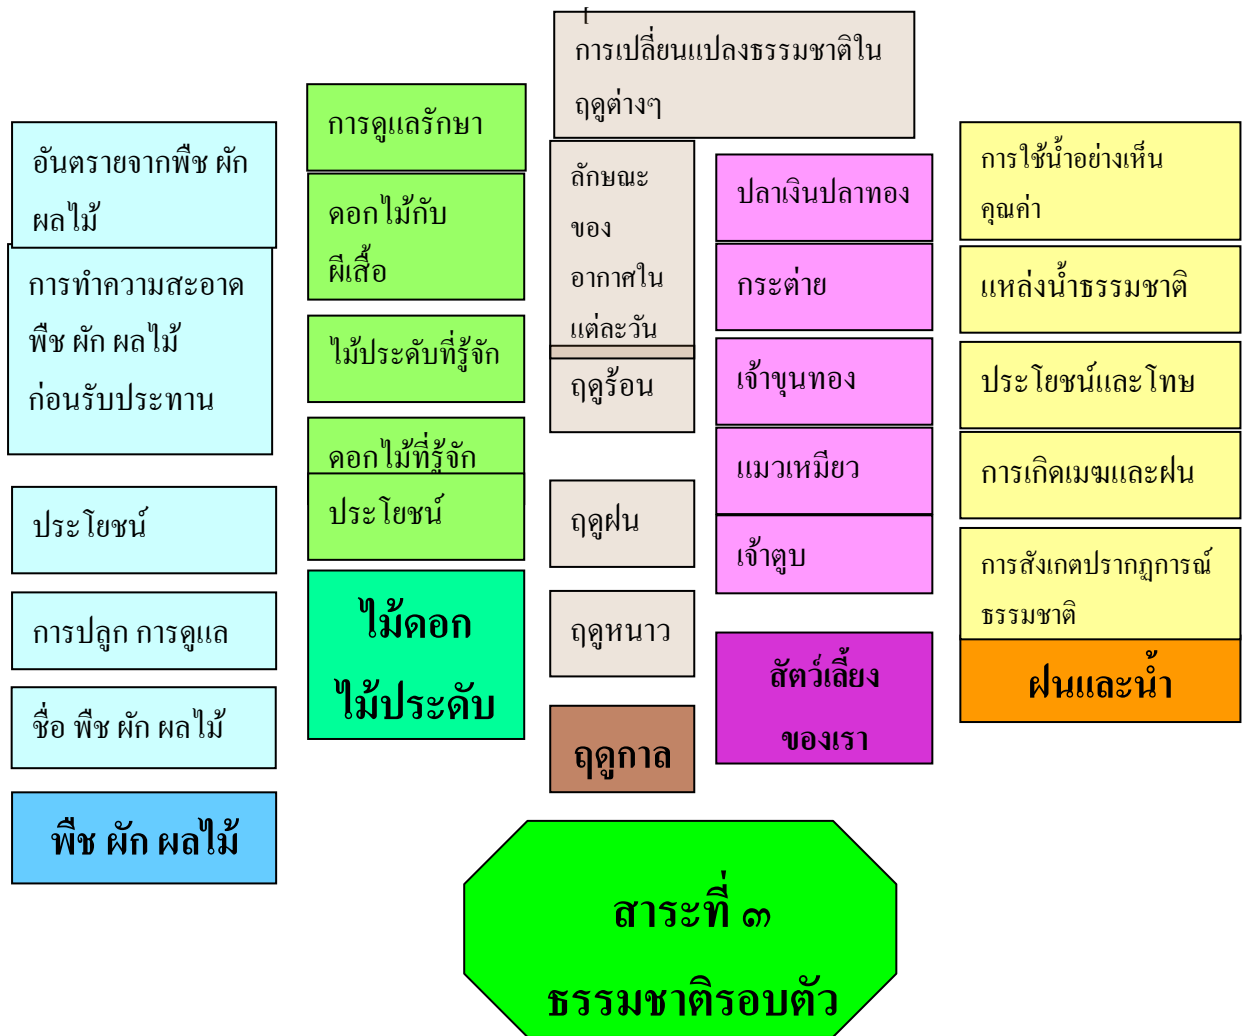 [
การเปลี่ยนแปลงธรรมชาติใน
ฤดูต่างๆ
อันตรายจากพืช ผัก
ผลไม้
การทำความสะอาด
พืช ผัก ผลไม้
ก่อนรับประทาน
ประโยชน์
การปลูก การดูแล
ชื่อ พืช ผัก ผลไม้
พืช ผัก ผลไม้
การดูแลรักษา
ดอกไม้กับ
ผีเสื้อ
ไม้ประดับที่รู้จัก
ดอกไม้ที่รู้จัก
ประโยชน์
ไม้ดอก
ไม้ประดับ
ลักษณะ
ของ
อากาศใน
แต่ละวัน
ฤดูร้อน
ฤดูฝน
ฤดูหนาว
ฤดูกาล
ปลาเงินปลาทอง
กระต่าย
เจ้าขุนทอง
แมวเหมียว
เจ้าตูบ
สัตว์เลี้ยง
ของเรา
การใช้น้ำอย่างเห็น
คุณค่า
แหล่งน้ำธรรมชาติ
ประโยชน์และโทษ
การเกิดเมฆและฝน
การสังเกตปรากฏการณ์
ธรรมชาติ
ฝนและน้ำ
สาระที่ ๓
ธรรมชาติรอบตัว